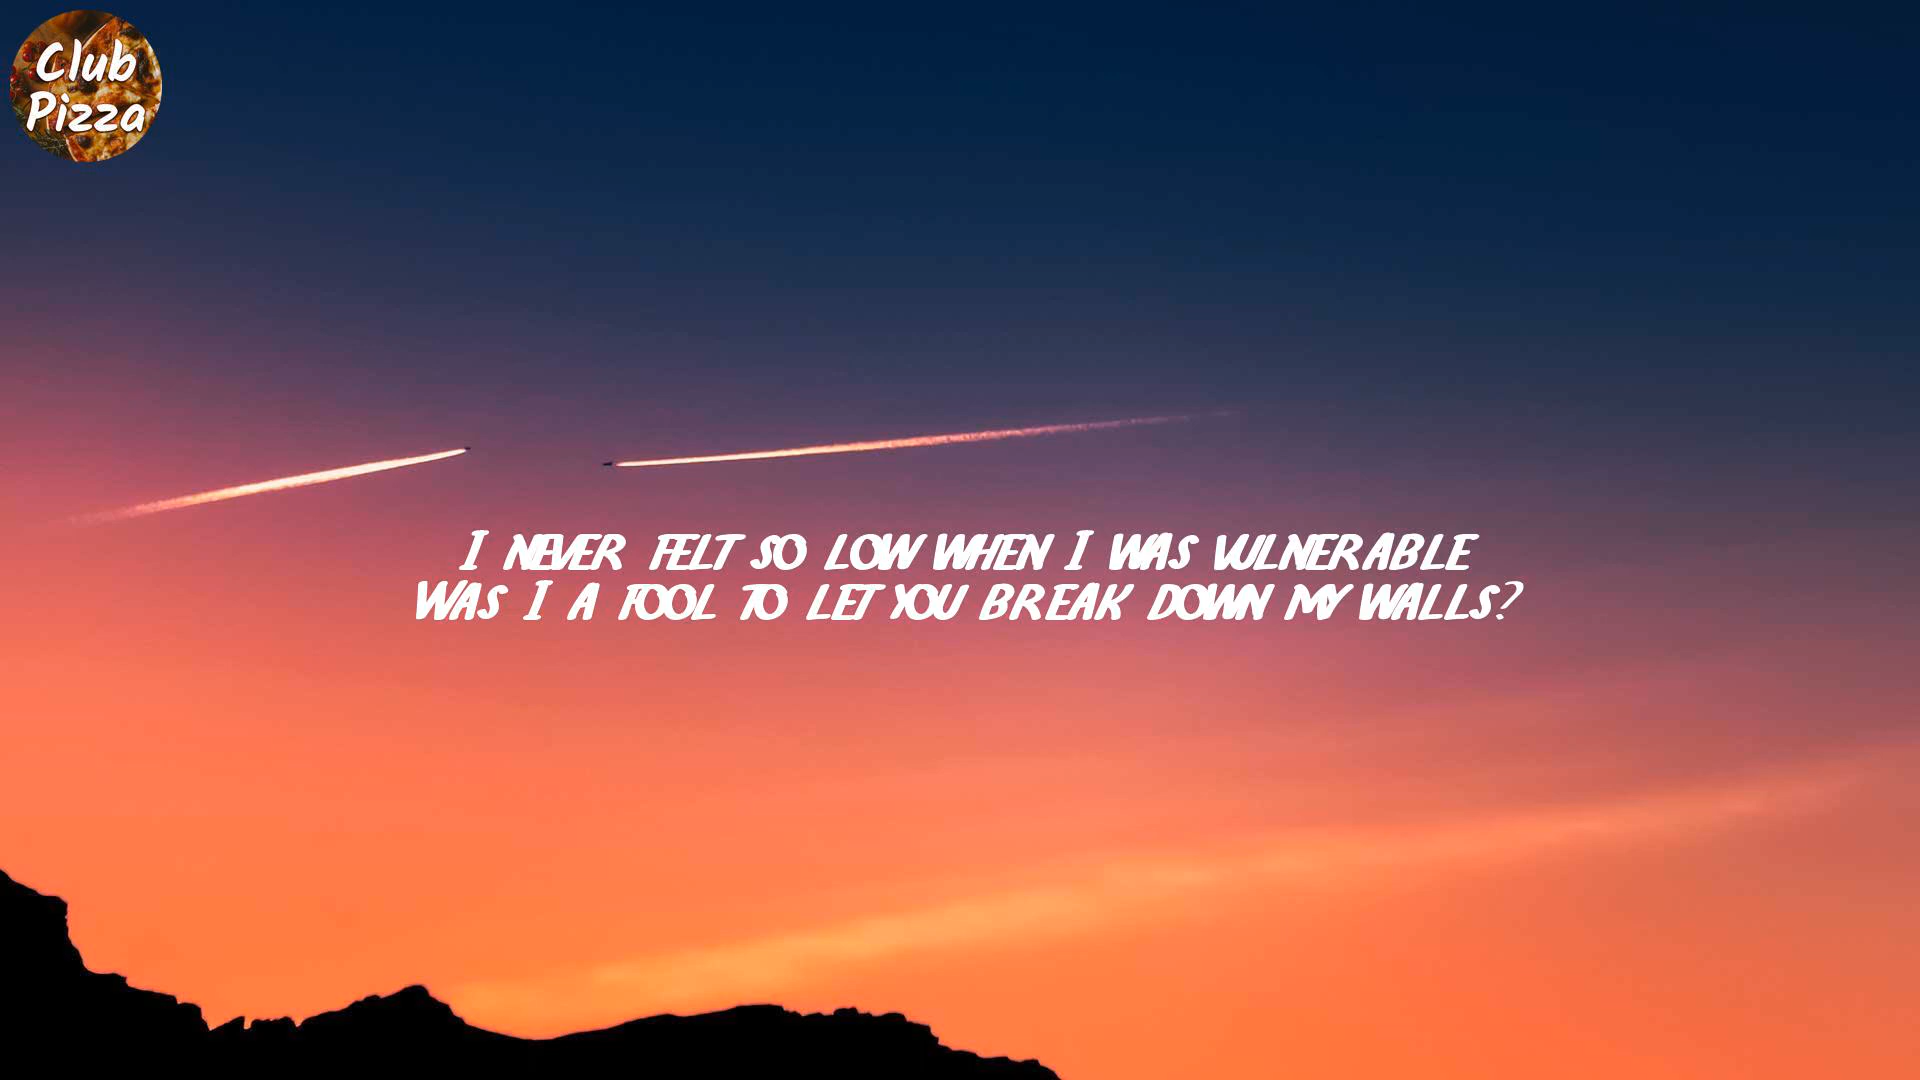 Club
Pizza
I NEVER FELT SO LOW WHEN I WAS VULNERABLE
WAS I A FOOL TO LET YOU BREAK DOWN MY WALLS?